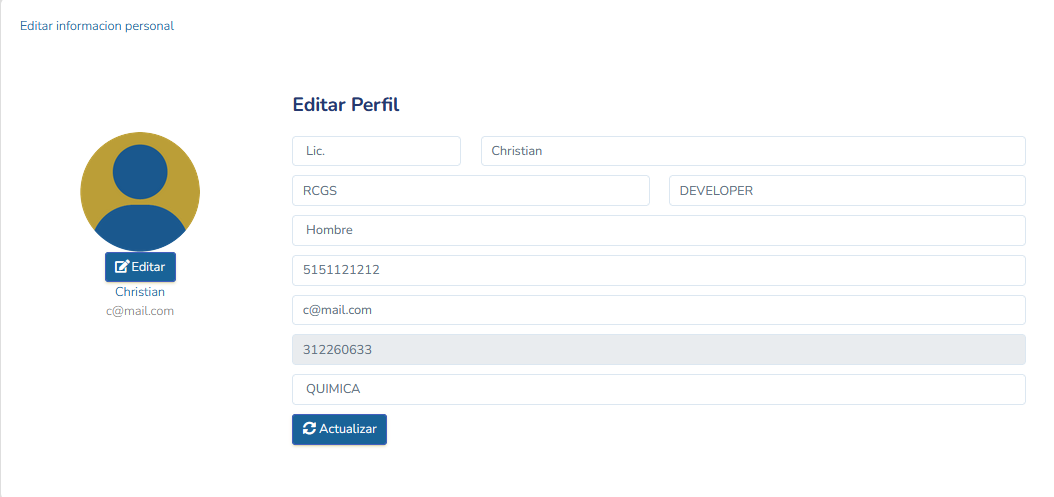 Editar informacion personal
Editar Perfil
Lic.
Christian
RCGS
DEVELOPER
Hombre
5151121212
c@mail.com
312260633
QUIMICA
Actualizar
Editar
Christian
c@mail.com